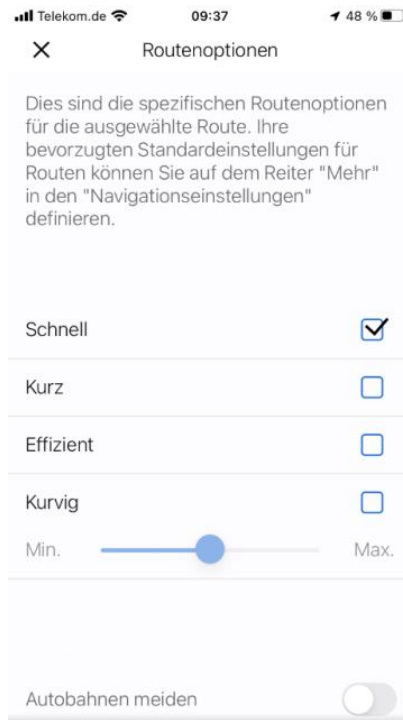 Telekom.de 09:37 48 %
Routenoptionen
Dies sind die spezifischen Routenoptionen
für die ausgewählte Route. Ihre
bevorzugten Standardeinstellungen für
Routen können Sie auf dem Reiter "Mehr"
in den "Navigationseinstellungen"
definieren.
Schnell
Kurz
Effizient
Kurvig
Min. Max.
Autobahnen meiden